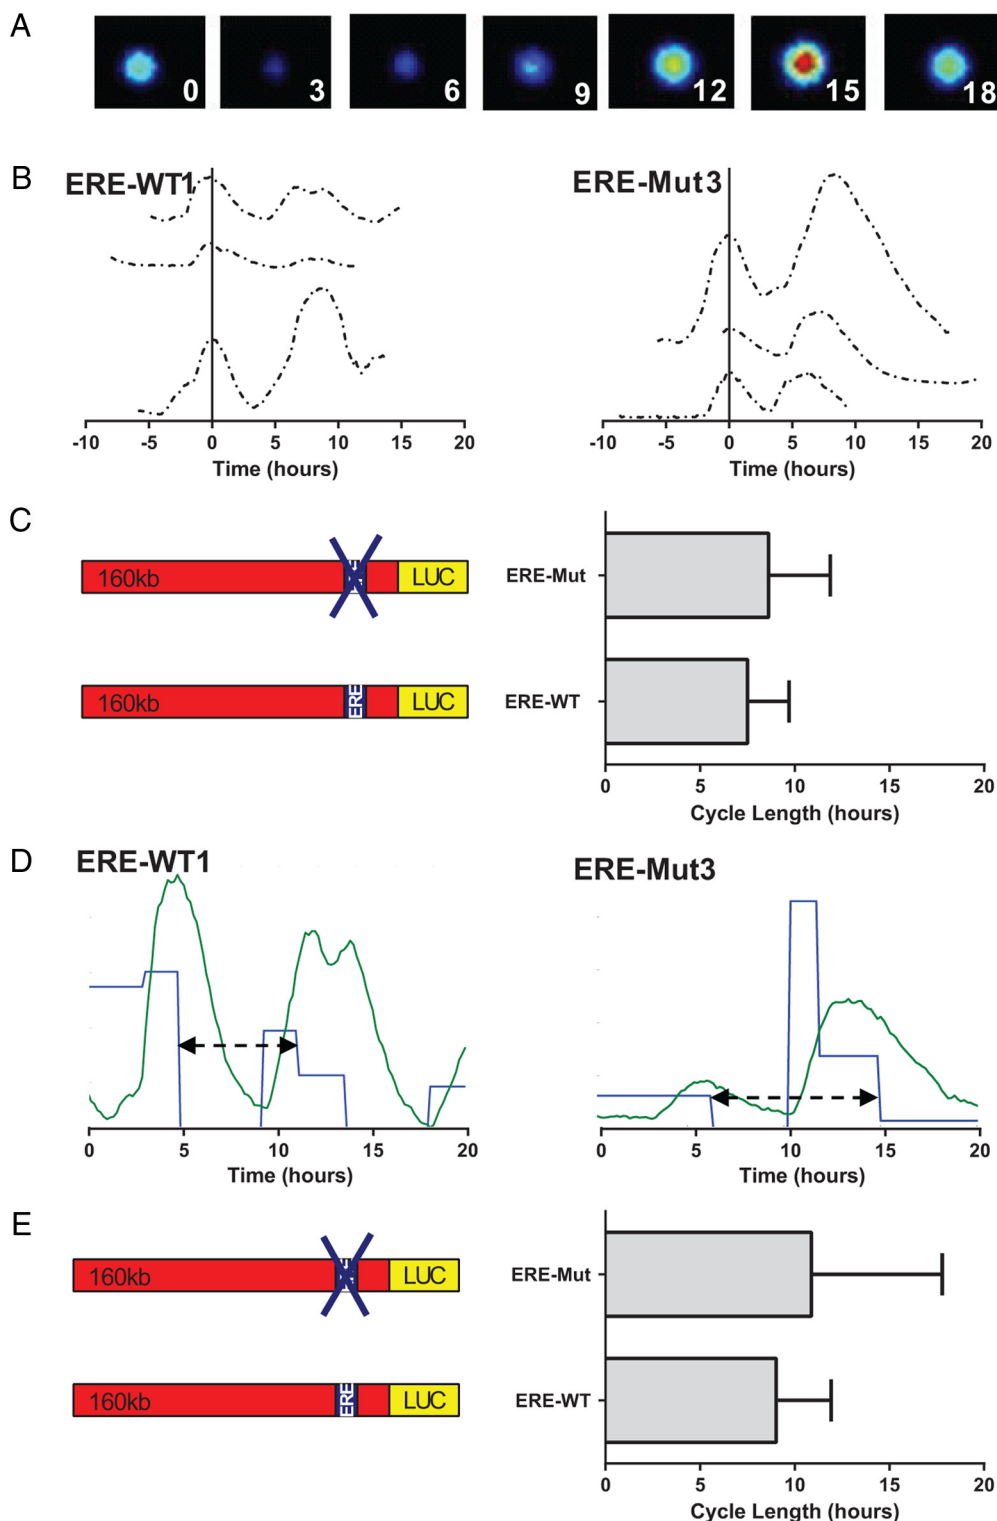 A
0 3 6 9 12 15 18
B
ERE-WT1 ERE-Mut3
-10 -5 0 5 10 15 20 -10 -5 0 5 10 15 20
Time (hours) Time (hours)
C
160kb LUC ERE-Mut
160kb ERE LUC ERE-WT
0 5 10 15 20
Cycle Length (hours)
D
ERE-WT1 ERE-Mut3
0 5 10 15 20 0 5 10 15 20
Time (hours) Time (hours)
E
160kb LUC ERE-Mut
160kb ERE LUC ERE-WT
0 5 10 15 20
Cycle Length (hours)